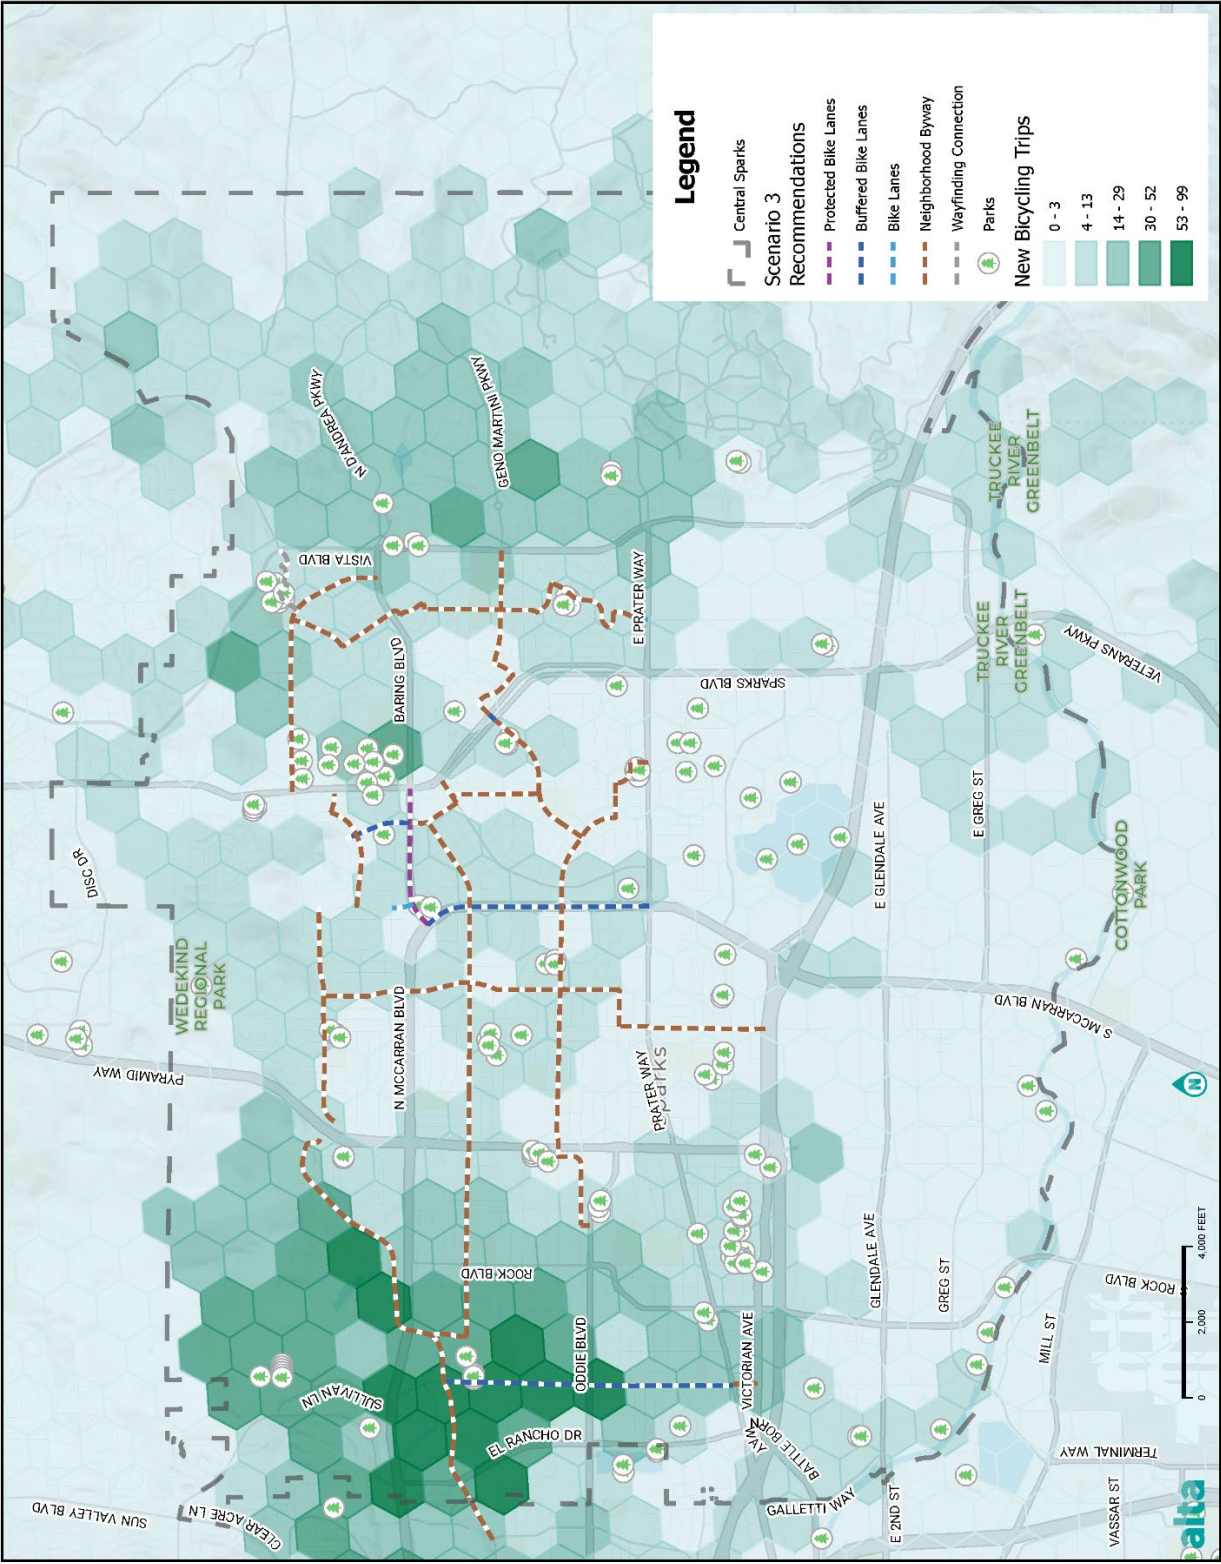 Legend
Central Sparks
Scenario 3
Recommendations
Protected Bike Lanes
Buffered Bike Lanes
Bike Lanes
Neighborhood Byway
Wayfinding Connection
Parks
New Bicycling Trips
0 - 3
4 - 13
14 - 29
30 - 52
53 - 99
SUN VALLEY BLVD
CLEAR ACRE LN
SULLIVAN LN
PYRAMID WAY
WEDEKIND
REGIONAL
PARK
DISC DR
VISTA BLVD
N D'ANDREA PKWY
GENO MARTINI PKWY
BARING BLVD
N MCCARRAN BLVD
ROCK BLVD
EL RANCHO DR
ODDIE BLVD
PRATER WAY
E PRATER WAY
SPARKS BLVD
VICTORIAN AVE
BATTLE BORN
WAY
GALLETTI WAY
E 2ND ST
GLENDALE AVE
E GLENDALE AVE
GREG ST
E GREG ST
S MCCARRAN BLVD
COTTONWOOD
PARK
TRUCKEE
RIVER
GREENBELT
TRUCKEE
RIVER
GREENBELT
VETERANS PKWY
MILL ST
ROCK BLVD
TERMINAL WAY
VASSAR ST
0
2,000
4,000 FEET
N
alta